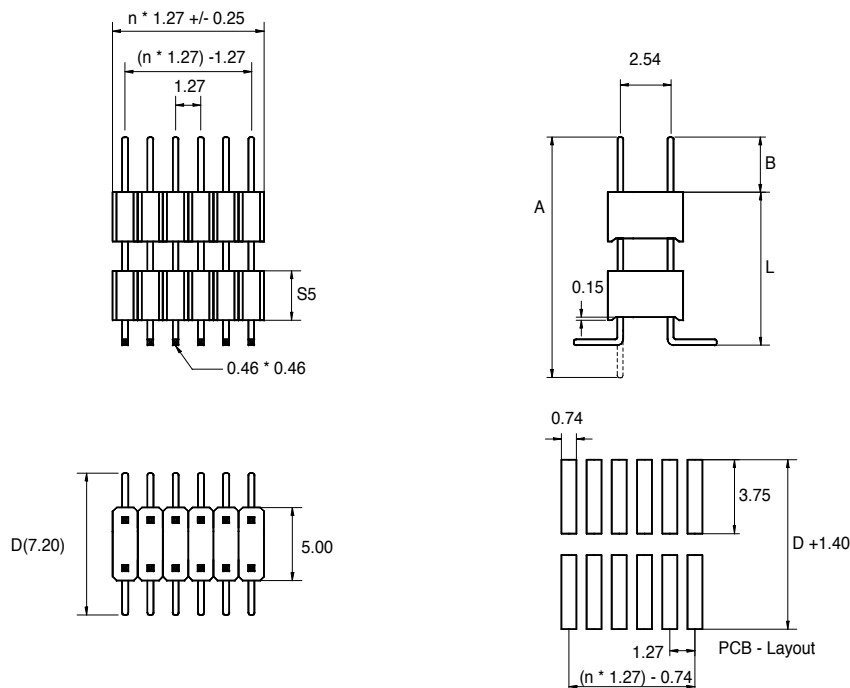 n * 1.27 +/- 0.25
(n * 1.27) -1.27
1.27
S5
0.46 * 0.46
2.54
B
A
L
0.15
D(7.20)
5.00
0.74
3.75
D +1.40
1.27
PCB - Layout
(n * 1.27) - 0.74